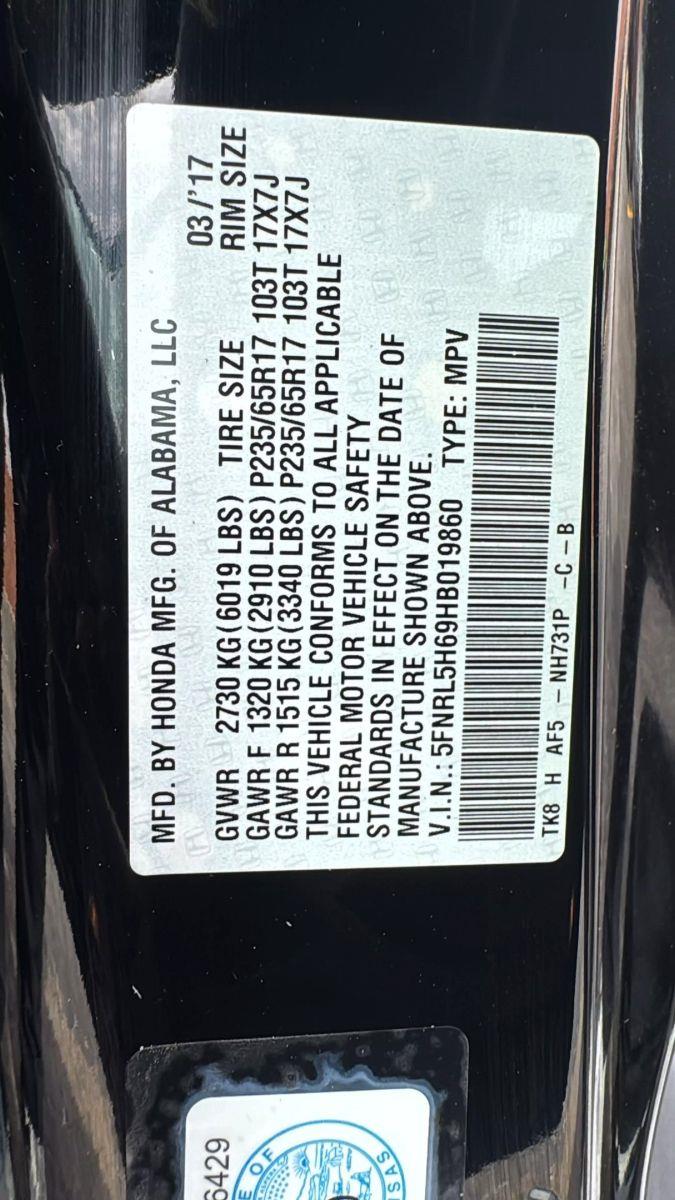 MFD. BY HONDA MFG. OF ALABAMA, LLC
03/'17
GVWR 2730 KG(6019 LBS) TIRE SIZE RIM SIZE
GAWR F 1320 KG(2910 LBS)P235/65R17 103T 17X7J
GAWR R 1515 KG(3340 LBS)P235/65R17 103T 17X7J
THIS VEHICLE CONFORMS TO ALL APPLICABLE
FEDERAL MOTOR VEHICLE SAFETY
STANDARDS IN EFFECT ON THE DATE OF
MANUFACTURE SHOWN ABOVE.
V.I.N.: 5FNRL5H69HB019860 TYPE: MPV
TK8 H AF5 - NH731P -C-B
6429
E OF
SAS